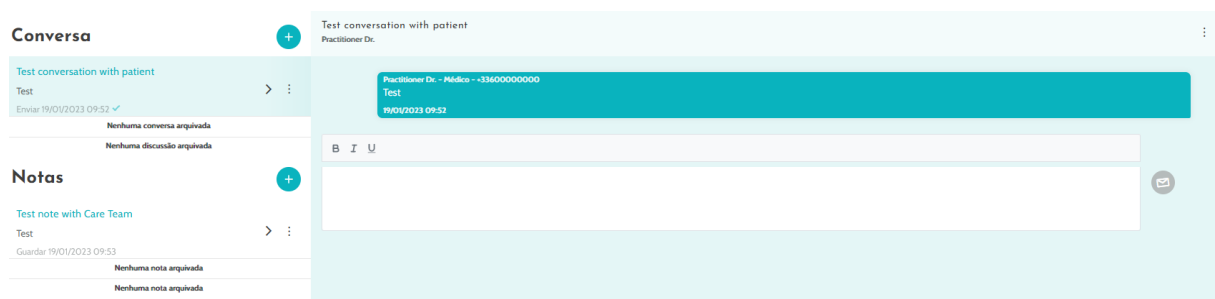 Conversa
Test conversation with patient
Test
Enviar 19/01/2023 09:52
Nenhuma conversa arquivada
Nenhuma discussão arquivada
Notas
Test note with Care Team
Test
Guardar 19/01/2023 09:53
Nenhuma nota arquivada
Nenhuma nota arquivada
Test conversation with patient
Practitioner Dr.
Practitioner Dr. – Médico – +33600000000
Test
19/01/2023 09:52
B I U